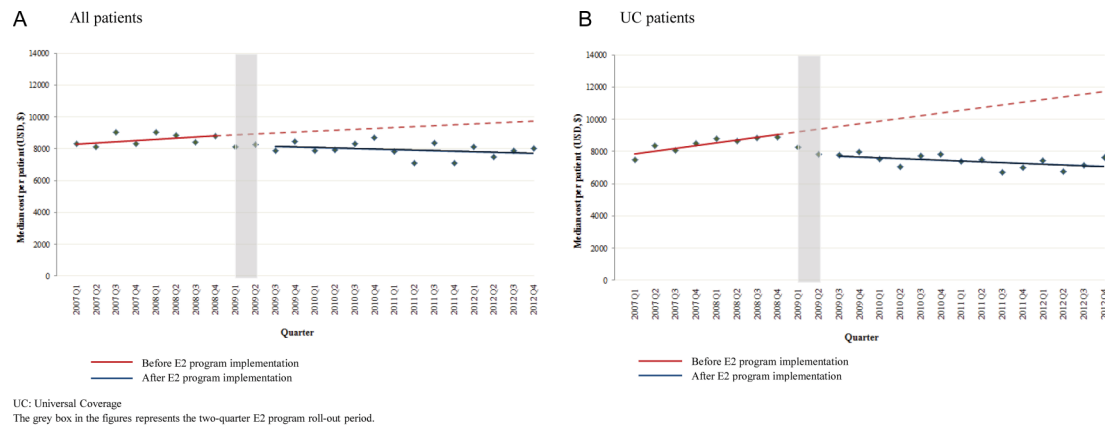 A All patients
Median cost per patient (USD, $)
14000
12000
10000
8000
6000
4000
2000
0
2007 Q1
2007 Q2
2007 Q3
2007 Q4
2008 Q1
2008 Q2
2008 Q3
2008 Q4
2009 Q1
2009 Q2
2009 Q3
2009 Q4
2010 Q1
2010 Q2
2010 Q3
2010 Q4
2011 Q1
2011 Q2
2011 Q3
2011 Q4
2012 Q1
2012 Q2
2012 Q3
2012 Q4
Quarter
Before E2 program implementation
After E2 program implementation
B UC patients
Median cost per patient (USD, $)
14000
12000
10000
8000
6000
4000
2000
0
2007 Q1
2007 Q2
2007 Q3
2007 Q4
2008 Q1
2008 Q2
2008 Q3
2008 Q4
2009 Q1
2009 Q2
2009 Q3
2009 Q4
2010 Q1
2010 Q2
2010 Q3
2010 Q4
2011 Q1
2011 Q2
2011 Q3
2011 Q4
2012 Q1
2012 Q2
2012 Q3
2012 Q4
Quarter
Before E2 program implementation
After E2 program implementation
UC: Universal Coverage
The grey box in the figures represents the two-quarter E2 program roll-out period.